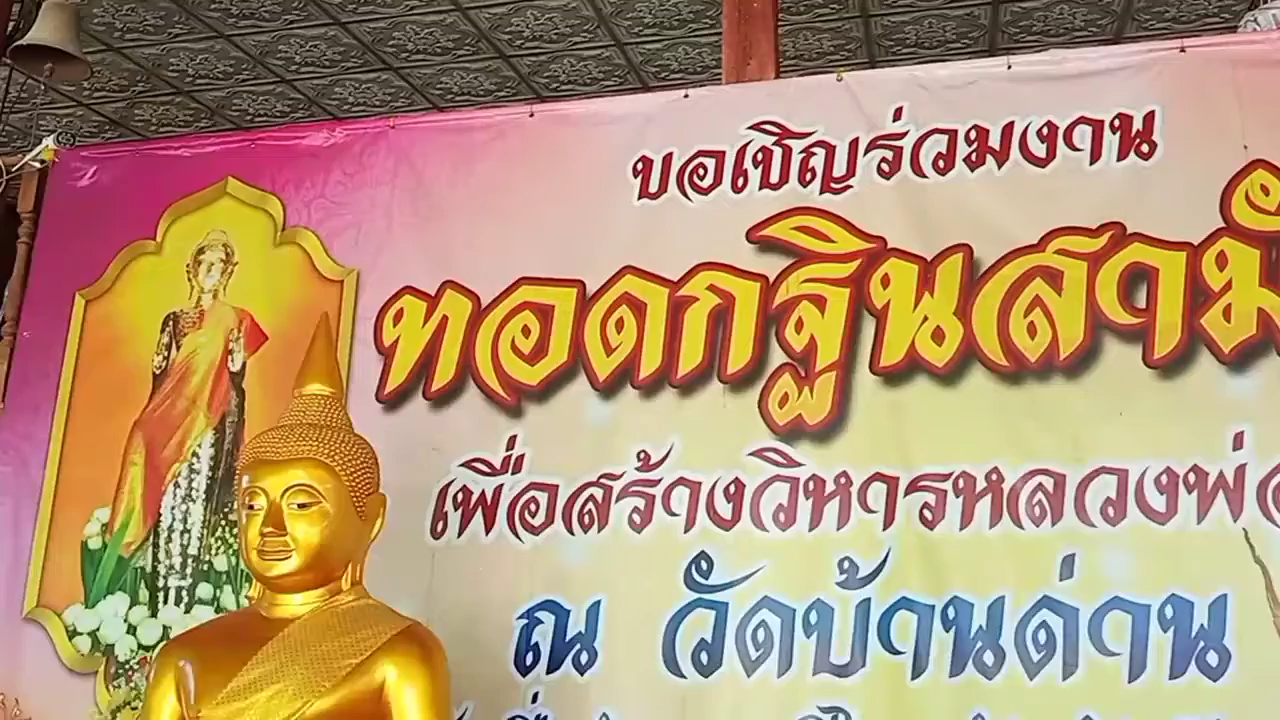 ขอเชิญร่วมงาน
ทอดกฐินสามั
เพื่อสร้างวิหารหลวงพ่อ
ณ วัดบ้านด่าน